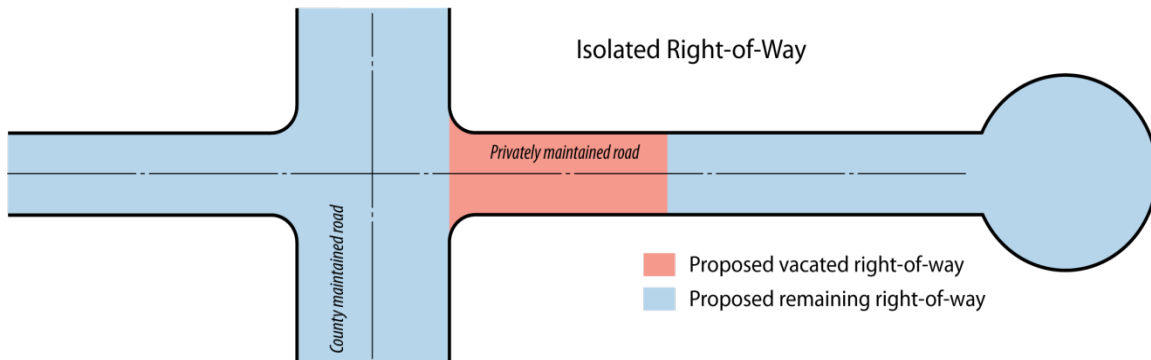 Isolated Right-of-Way
Privately maintained road
County maintained road
Proposed vacated right-of-way
Proposed remaining right-of-way